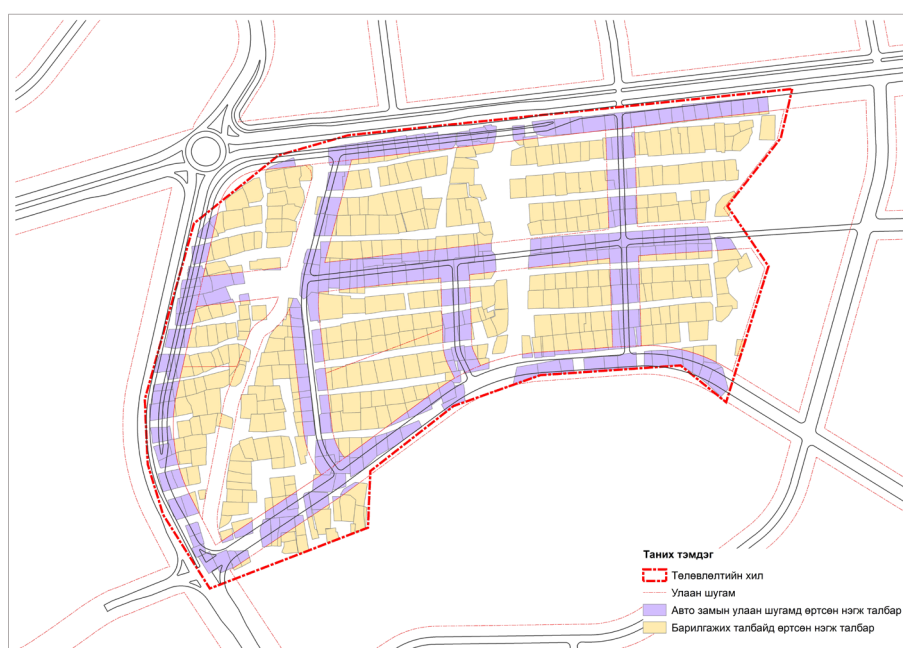 Таних тэмдэг
Төлөвлөлтийн хил
Улаан шугам
Авто замын улаан шугамд өртсөн нэгж талбар
Барилгажих талбайд өртсөн нэгж талбар